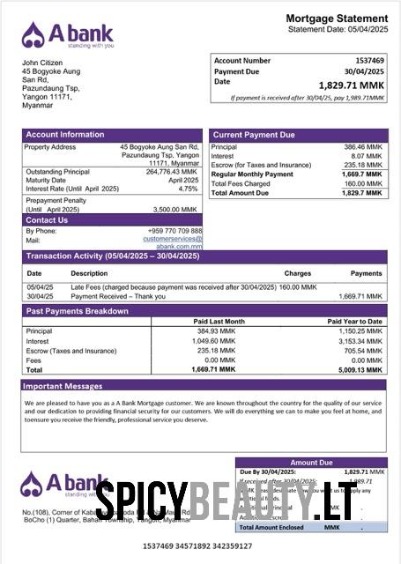 A bank
standing with you
Mortgage Statement
Statement Date: 05/04/2025
John Citizen
45 Bogyoke Aung
San Rd,
Pazundaung Tsp,
Yangon 11171,
Myanmar
Account Number 1537469
Payment Due 30/04/2025
Date 1,829.71 MMK
If payment is received after 30/04/25, pay 1,989.71MMK
Account Information
Property Address 45 Bogyoke Aung San Rd,
Pazundaung Tsp, Yangon
11171, Myanmar
Outstanding Principal 264,776.43 MMK
Maturity Date April 2025
Interest Rate (Until April 2025) 4.75%
Prepayment Penalty
(Until April 2025) 3,500.00 MMK
Contact Us
By Phone: +959 770 709 888
Mail: customerservices@
abank.com.mm
Current Payment Due
Principal 386.46 MMK
Interest 8.07 MMK
Escrow (for Taxes and Insurance) 235.18 MMK
Regular Monthly Payment 1,669.7 MMK
Total Fees Charged 160.00 MMK
Total Amount Due 1,829.7 MMK
Transaction Activity (05/04/2025 – 30/04/2025)
Date Description Charges Payments
05/04/25 Late Fees (charged because payment was received after 30/04/2025) 160.00 MMK
30/04/25 Payment Received – Thank you 1,669.71 MMK
Past Payments Breakdown
Paid Last Month Paid Year to Date
Principal 384.93 MMK 1,150.25 MMK
Interest 1,049.60 MMK 3,153.34 MMK
Escrow (Taxes and Insurance) 235.18 MMK 705.54 MMK
Fees 0.00 MMK 0.00 MMK
Total 1,669.71 MMK 5,009.13 MMK
Important Messages
We are pleased to have you as a A Bank Mortgage customer. We are known throughout the country for the quality of our service
and our dedication to providing financial security for our customers. We will do everything we can to make you feel at home, and
toensure you receive the friendly, professional service you deserve.
A bank
standing with you
No.(108), Corner of
BoCho (1) Quarter, Bahan Township, Yangon, Myanmar
Amount Due
Due By 30/04/2025: 1,829.71 MMK
If received after 30/04/25: 1,989.71
Total Amount Enclosed MMK .
SPICYBEAUTY.LT
1537469 34571892 342359127